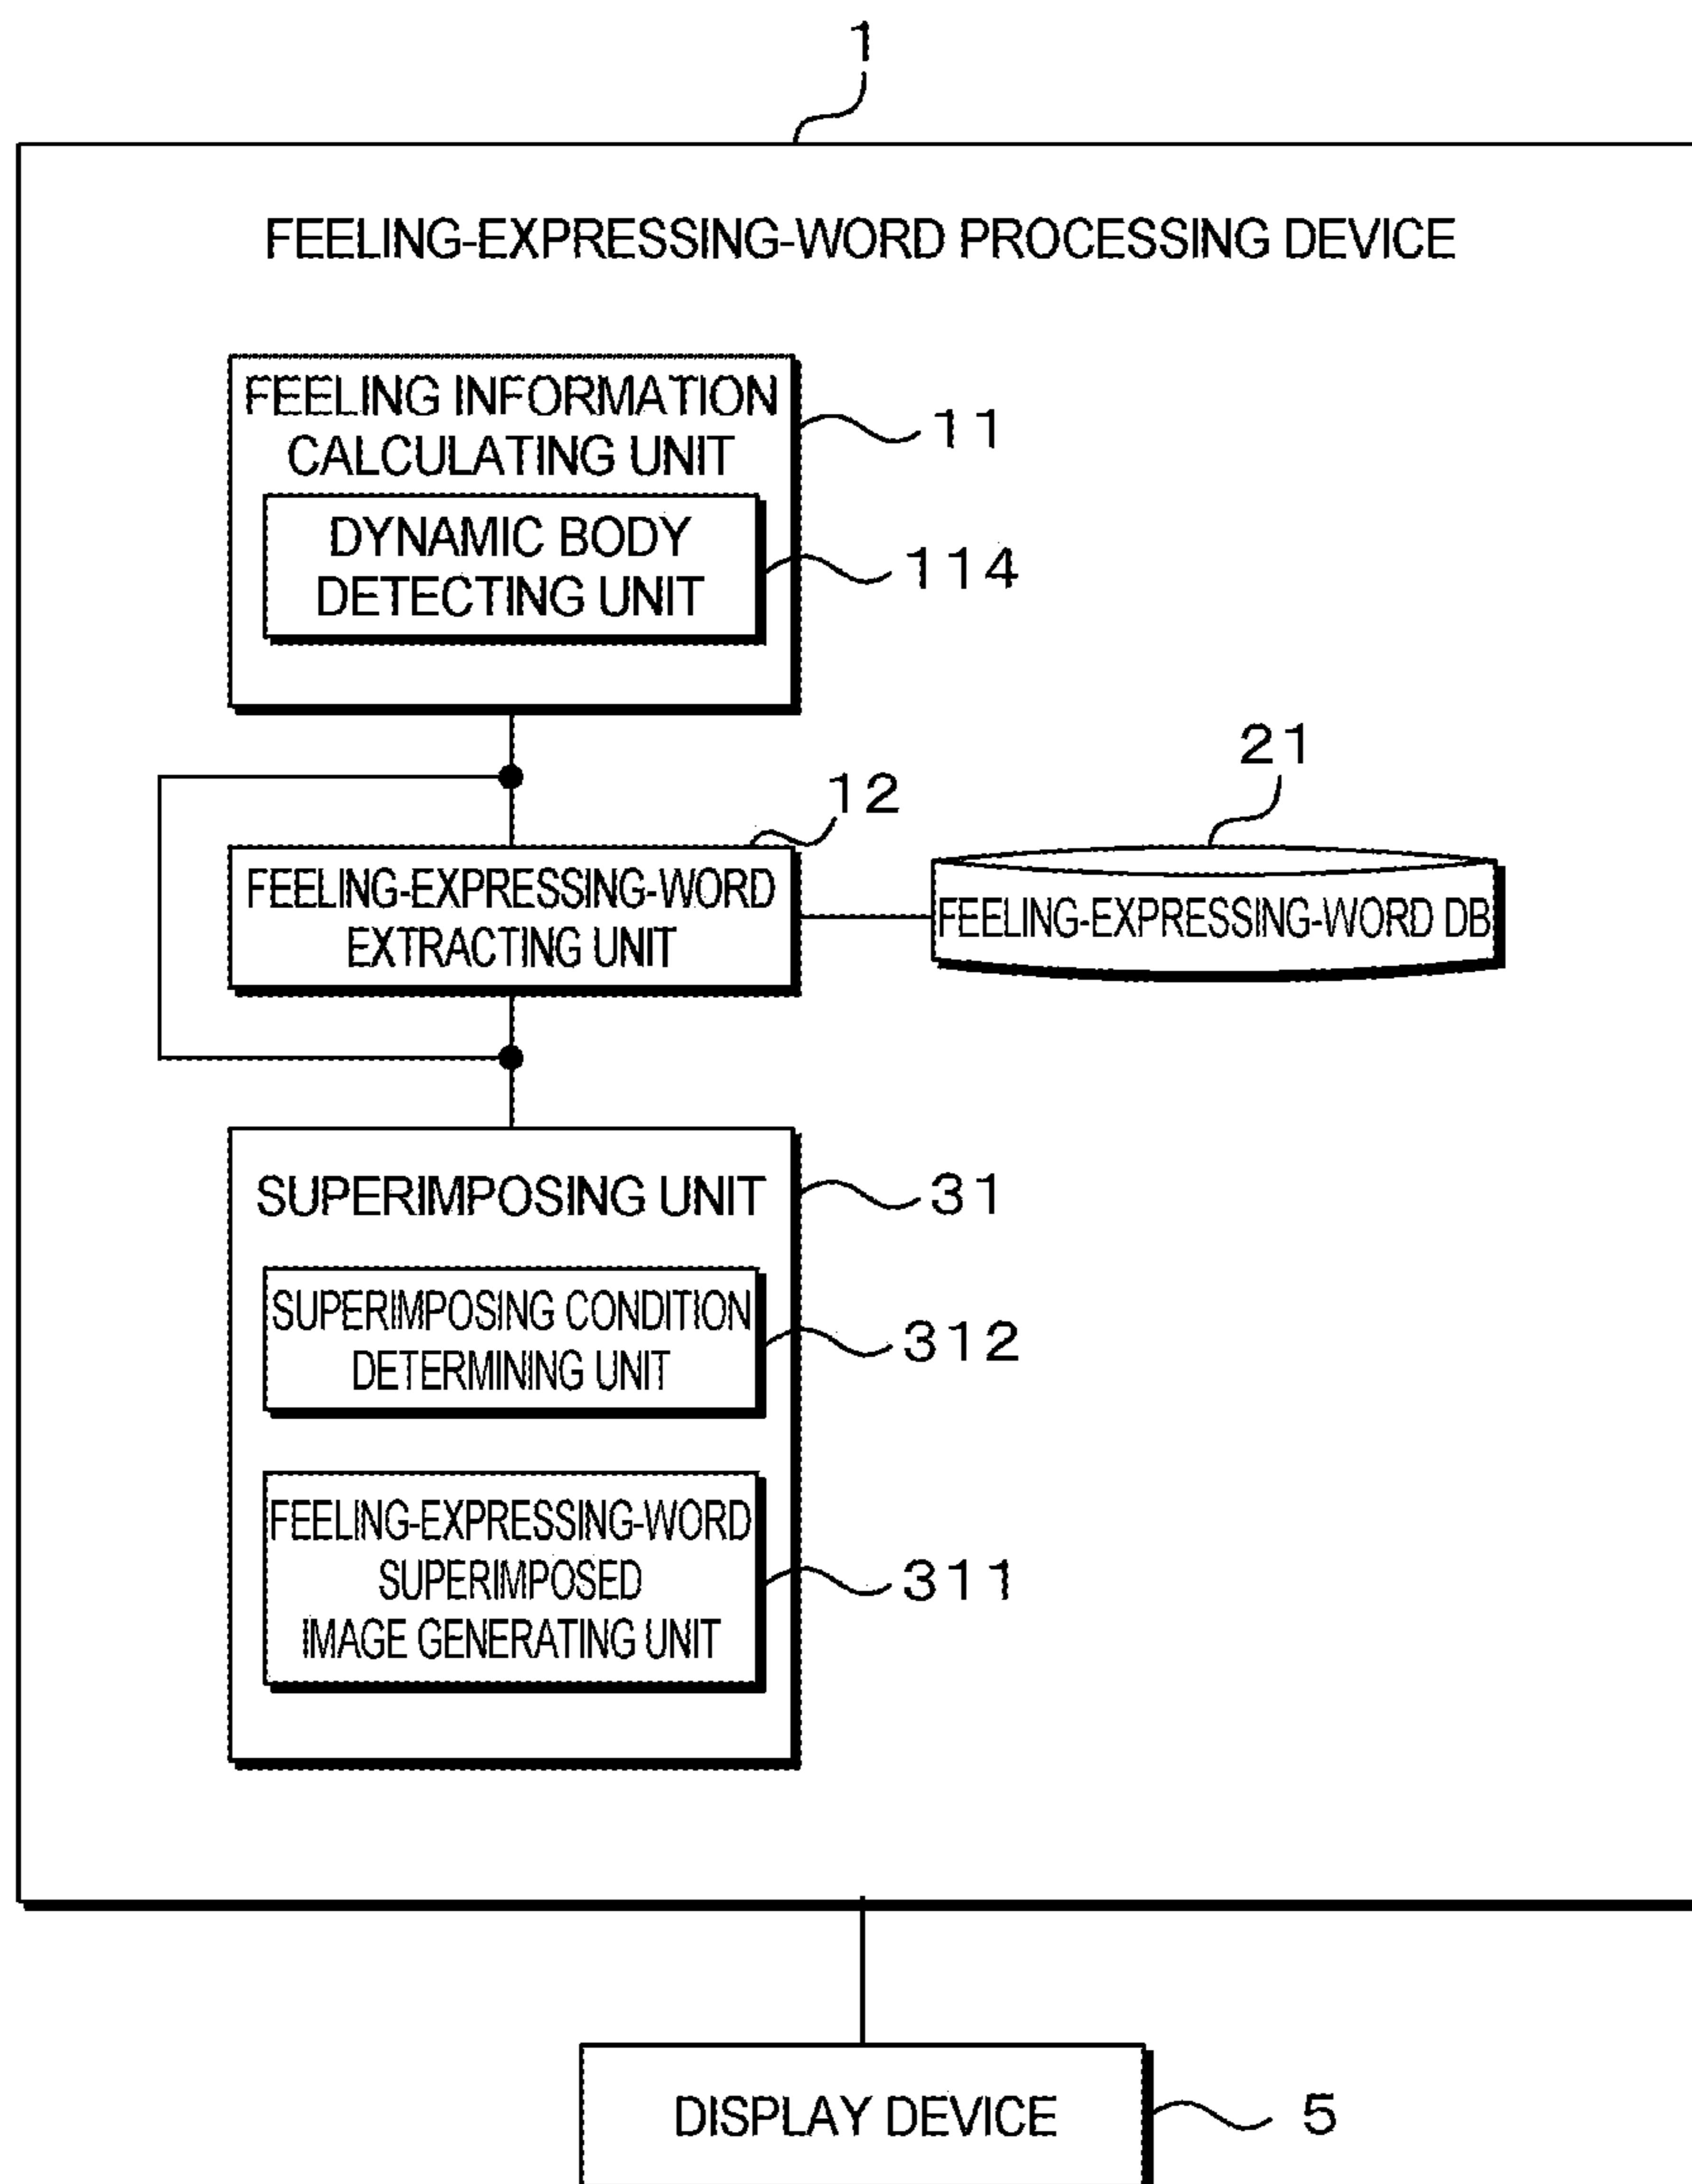 1
FEELING-EXPRESSING-WORD PROCESSING DEVICE
FEELING INFORMATION
CALCULATING UNIT
11
DYNAMIC BODY
DETECTING UNIT
114
21
12
FEELING-EXPRESSING-WORD
EXTRACTING UNIT
FEELING-EXPRESSING-WORD DB
SUPERIMPOSING UNIT
31
SUPERIMPOSING CONDITION
DETERMINING UNIT
312
FEELING-EXPRESSING-WORD
SUPERIMPOSED
IMAGE GENERATING UNIT
311
DISPLAY DEVICE
5